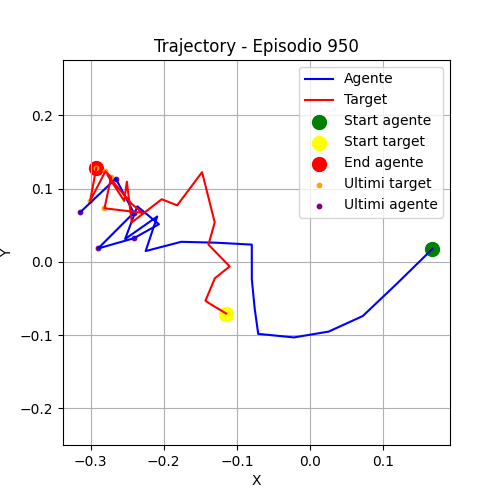 Trajectory - Episodio 950
Agente
Target
Start agente
Start target
End agente
Ultimi target
Ultimi agente
0.2
0.1
0.0
−0.1
−0.2
Y
−0.3
−0.2
−0.1
0.0
0.1
X